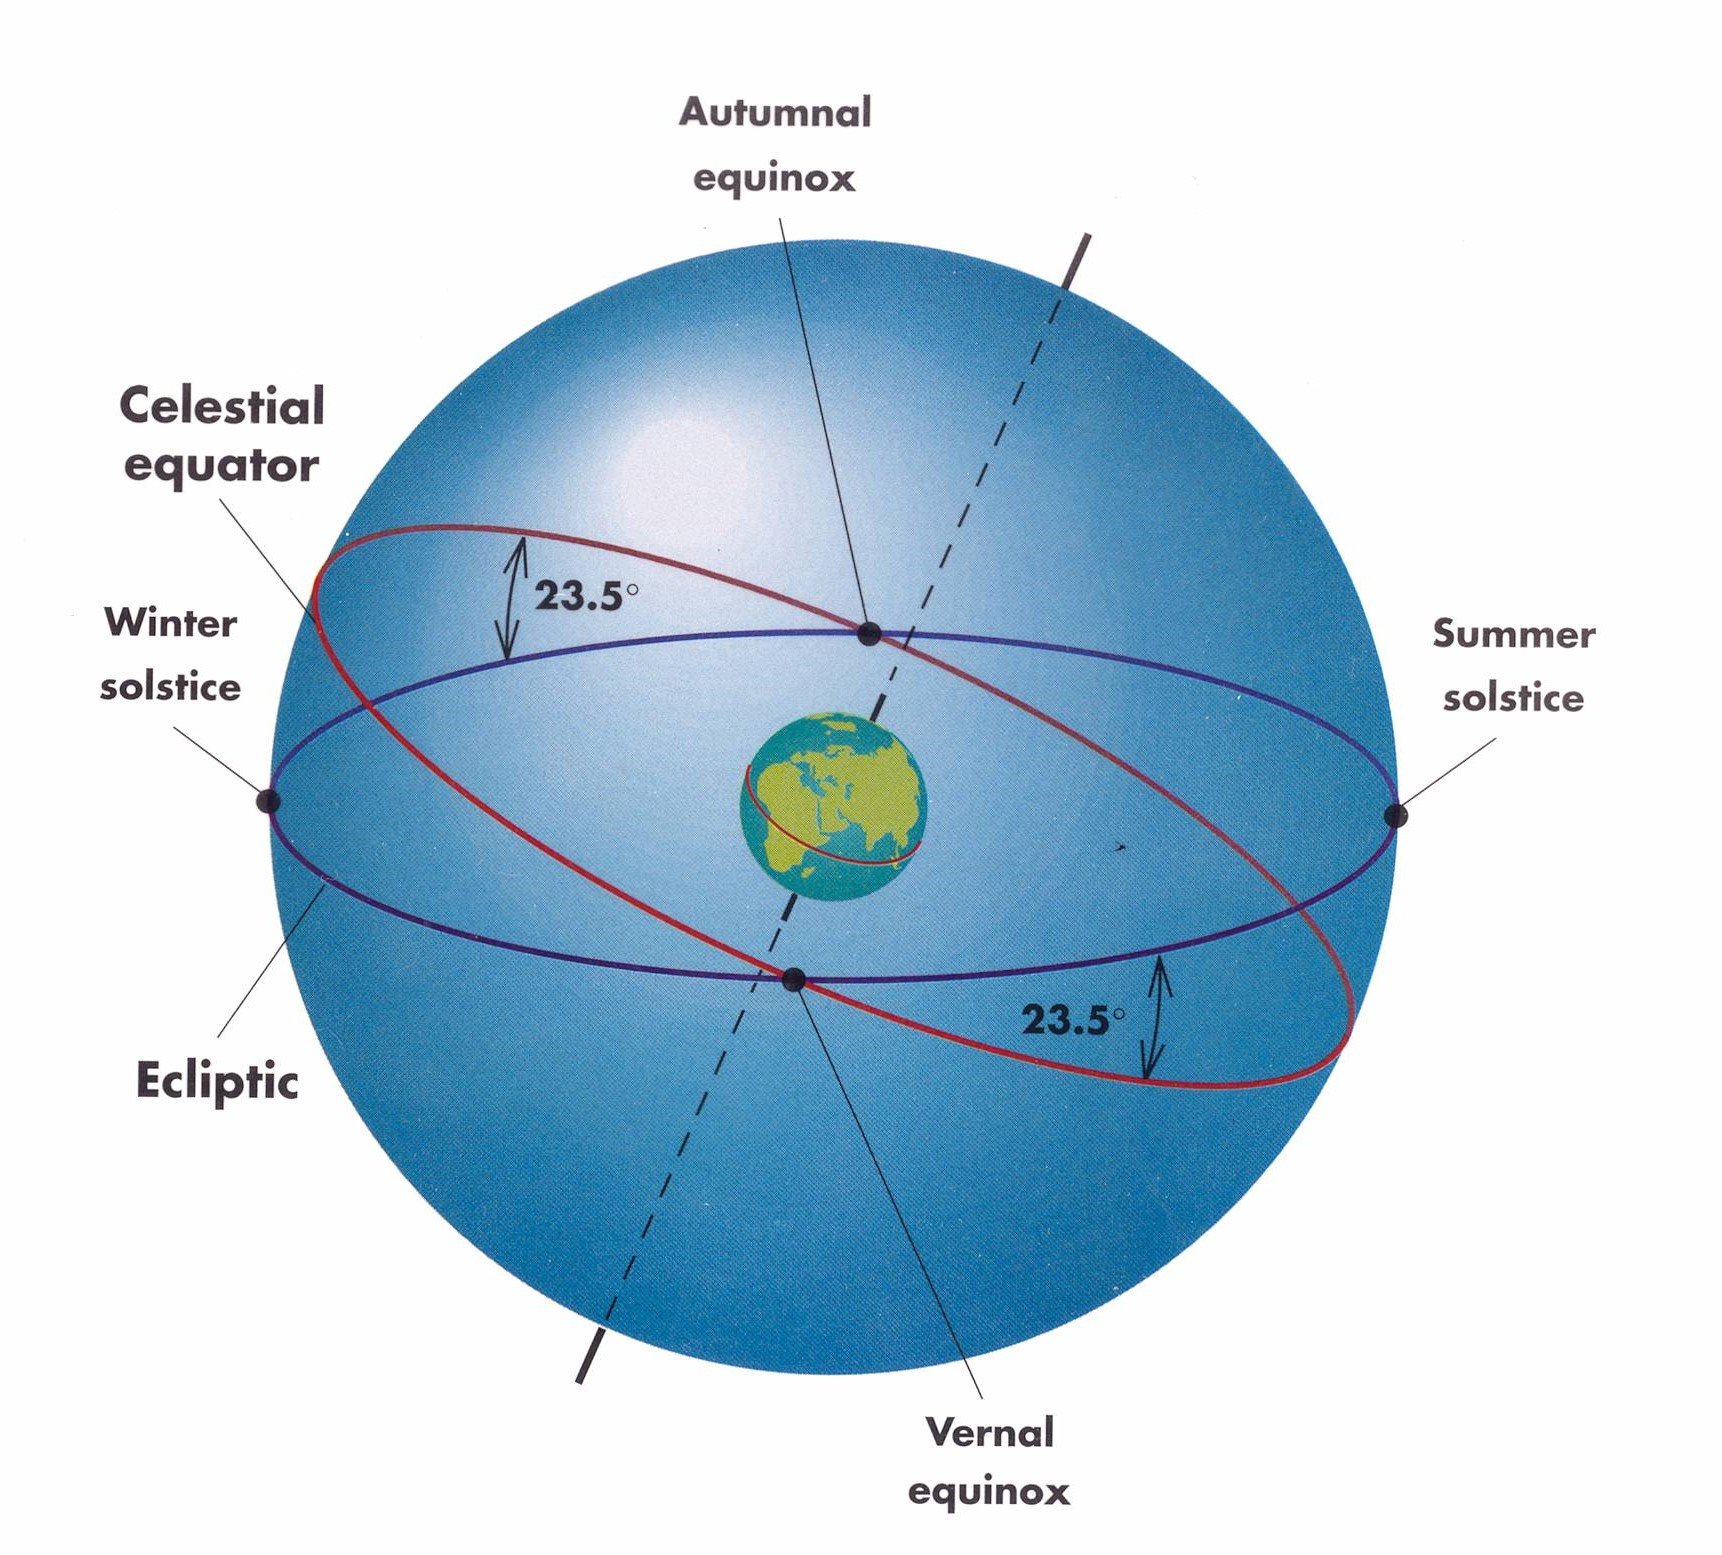 Autumnal
equinox
Celestial
equator
23.5°
Winter
solstice
Summer
solstice
23.5°
Ecliptic
Vernal
equinox